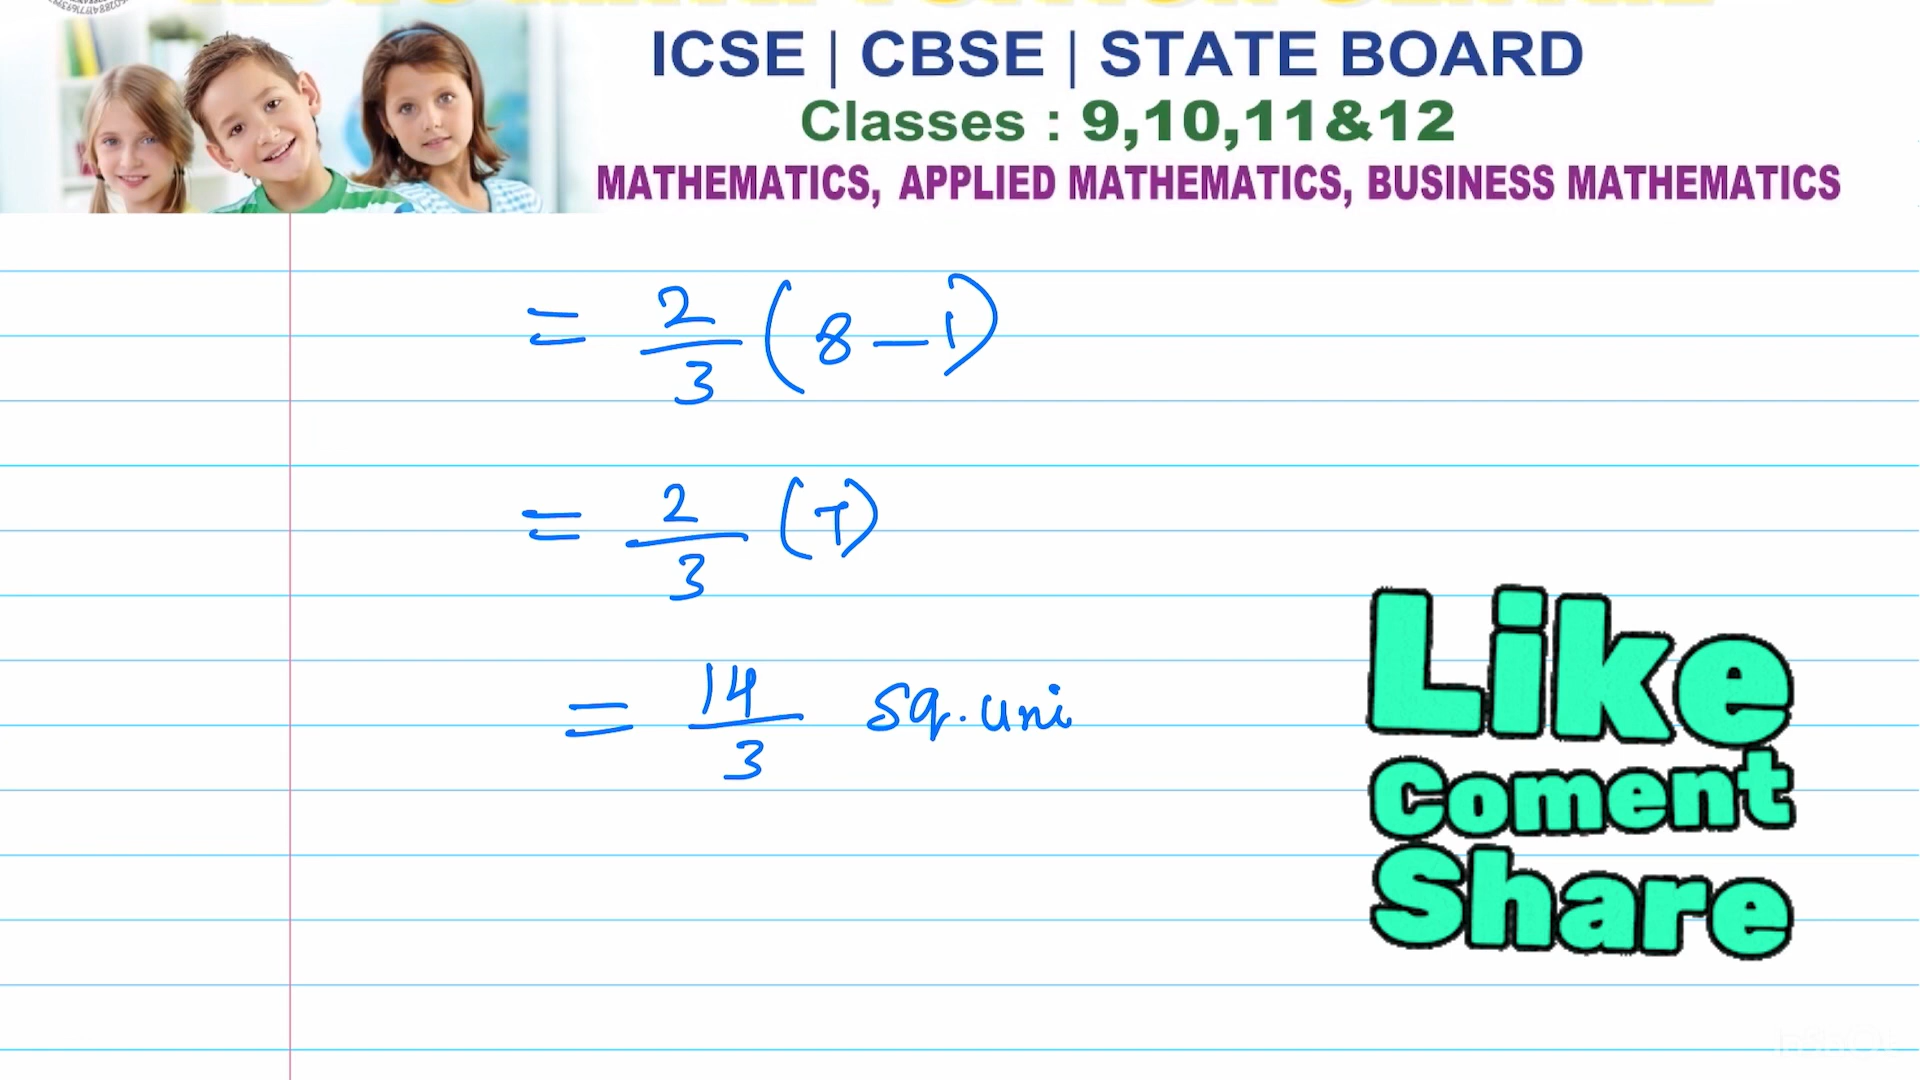 ICSE | CBSE | STATE BOARD
Classes : 9,10,11&12
MATHEMATICS, APPLIED MATHEMATICS, BUSINESS MATHEMATICS
= 2/3 (8 - 1)
= 2/3 (7)
= 14/3 sq. uni
Like
Coment
Share